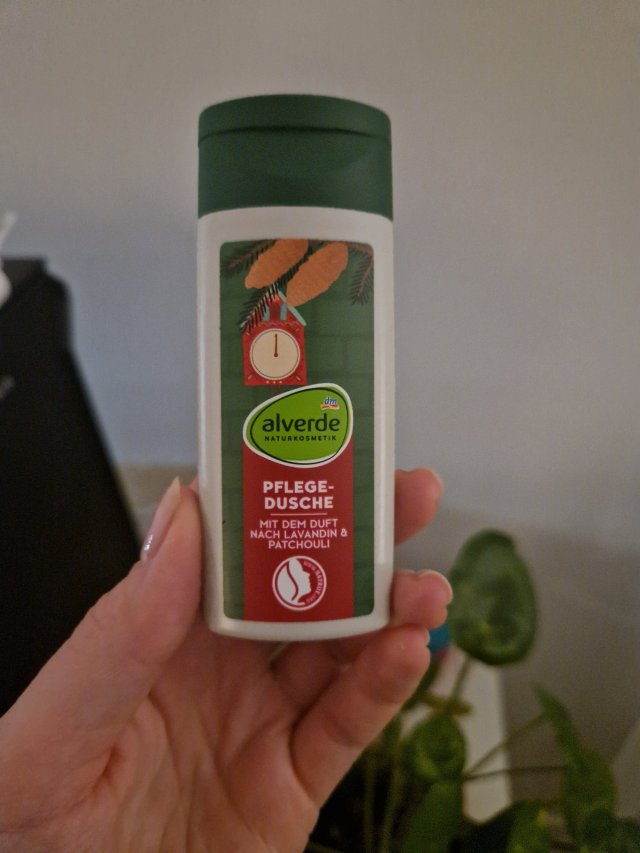 dm
alverde
NATURKOSMETIK
PFLEGE-
DUSCHE
MIT DEM DUFT
NACH LAVANDIN &
PATCHOULI